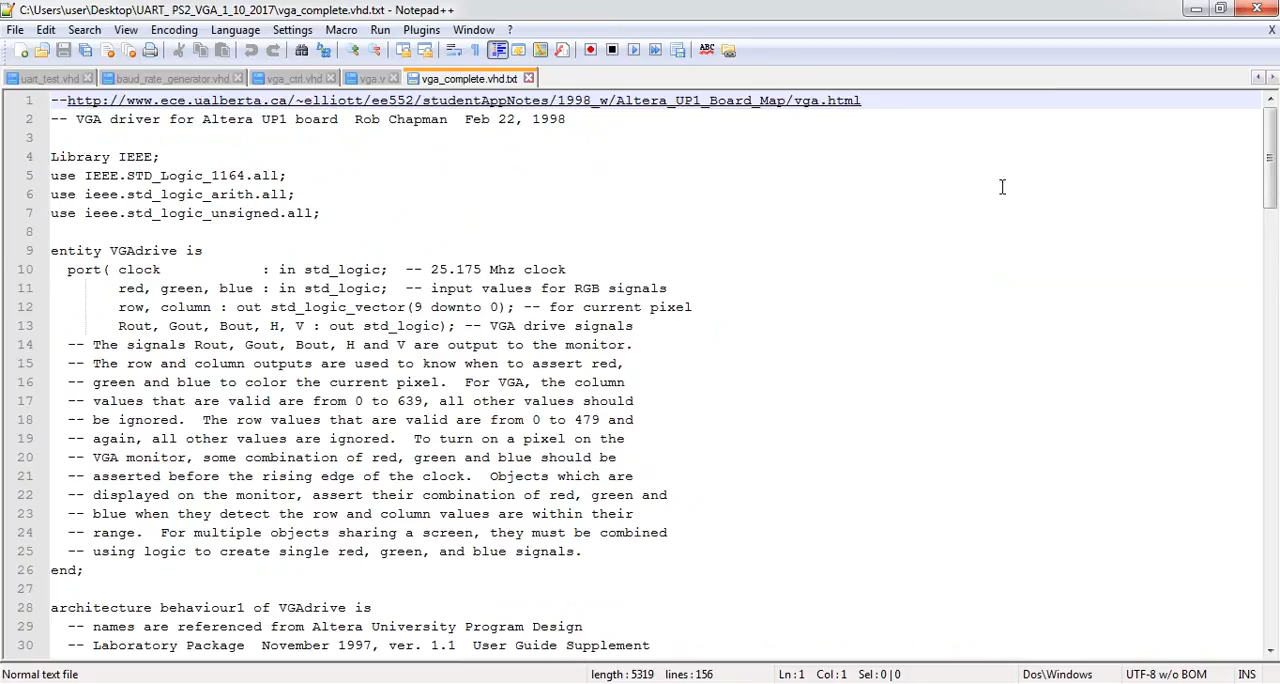 C:\Users\user\Desktop\UART_ PS2_VGA_1_10_2017\vga_complete.vhd.txt - Notepad++
File Edit Search View Encoding Language Settings Macro Run Plugins Window ? X
uart_test.vhd baud_rate_generator.vhd vga_ctrl.vhd vga.v vga_complete.vhd.txt
1 --http://www.ece.ualberta.ca/~elliott/ee552/studentAppNotes/1998_w/Altera_UP1_Board_Map/vga.html
2 -- VGA driver for Altera UP1 board  Rob Chapman  Feb 22, 1998
3
4 Library IEEE;
5 use IEEE.STD_Logic_1164.all;
6 use ieee.std_logic_arith.all;
7 use ieee.std_logic_unsigned.all;
8
9 entity VGAdrive is
10   port( clock            : in std_logic;  -- 25.175 Mhz clock
11         red, green, blue : in std_logic;  -- input values for RGB signals
12         row, column : out std_logic_vector(9 downto 0); -- for current pixel
13         Rout, Gout, Bout, H, V : out std_logic); -- VGA drive signals
14   -- The signals Rout, Gout, Bout, H and V are output to the monitor.
15   -- The row and column outputs are used to know when to assert red,
16   -- green and blue to color the current pixel.  For VGA, the column
17   -- values that are valid are from 0 to 639, all other values should
18   -- be ignored.  The row values that are valid are from 0 to 479 and
19   -- again, all other values are ignored.  To turn on a pixel on the
20   -- VGA monitor, some combination of red, green and blue should be
21   -- asserted before the rising edge of the clock.  Objects which are
22   -- displayed on the monitor, assert their combination of red, green and
23   -- blue when they detect the row and column values are within their
24   -- range.  For multiple objects sharing a screen, they must be combined
25   -- using logic to create single red, green, and blue signals.
26 end;
27
28 architecture behaviour1 of VGAdrive is
29   -- names are referenced from Altera University Program Design
30   -- Laboratory Package  November 1997, ver. 1.1  User Guide Supplement
Normal text file length : 5319 lines : 156 Ln : 1 Col : 1 Sel : 0 | 0 Dos\Windows UTF-8 w/o BOM INS